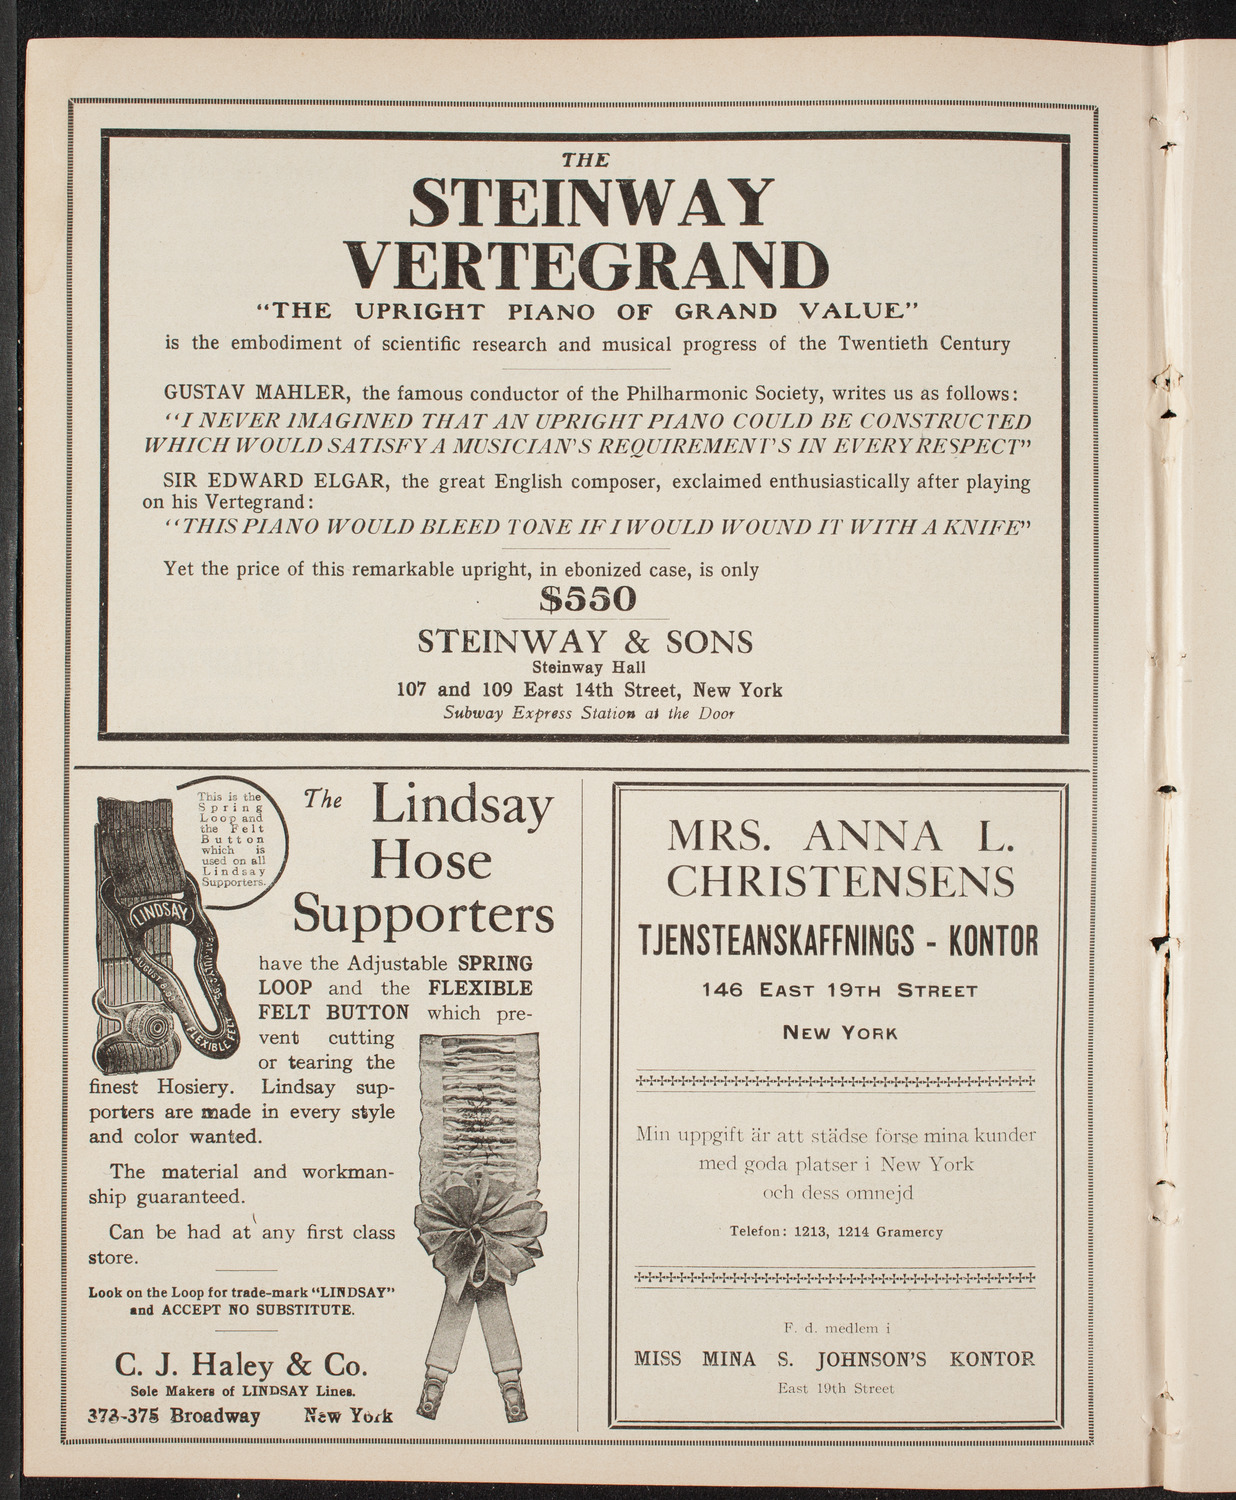 THE
STEINWAY
VERTEGRAND
“THE UPRIGHT PIANO OF GRAND VALUE”
is the embodiment of scientific research and musical progress of the Twentieth Century
GUSTAV MAHLER, the famous conductor of the Philharmonic Society, writes us as follows:
“I NEVER IMAGINED THAT AN UPRIGHT PIANO COULD BE CONSTRUCTED
WHICH WOULD SATISFY A MUSICIAN'S REQUIREMENT'S IN EVERY RESPECT”
SIR EDWARD ELGAR, the great English composer, exclaimed enthusiastically after playing
on his Vertegrand:
“THIS PIANO WOULD BLEED TONE IF I WOULD WOUND IT WITH A KNIFE”
Yet the price of this remarkable upright, in ebonized case, is only
$550
STEINWAY & SONS
Steinway Hall
107 and 109 East 14th Street, New York
Subway Express Station at the Door
This is the
Spring
Loop and
the Felt
Button
which is
used on all
Lindsay
Supporters.
LINDSAY
FLEXIBLE FELT
The Lindsay
Hose
Supporters
have the Adjustable SPRING
LOOP and the FLEXIBLE
FELT BUTTON which pre-
vent cutting
or tearing the
finest Hosiery. Lindsay sup-
porters are made in every style
and color wanted.
The material and workman-
ship guaranteed.
Can be had at any first class
store.
Look on the Loop for trade-mark “LINDSAY”
and ACCEPT NO SUBSTITUTE.
C. J. Haley & Co.
Sole Makers of LINDSAY Lines.
373-375 Broadway New York
MRS. ANNA L.
CHRISTENSENS
TJENSTEANSKAFFNINGS - KONTOR
146 EAST 19TH STREET
NEW YORK
Min uppgift är att städse förse mina kunder
med goda platser i New York
och dess omnejd
Telefon: 1213, 1214 Gramercy
F. d. medlem i
MISS MINA S. JOHNSON'S KONTOR
East 19th Street